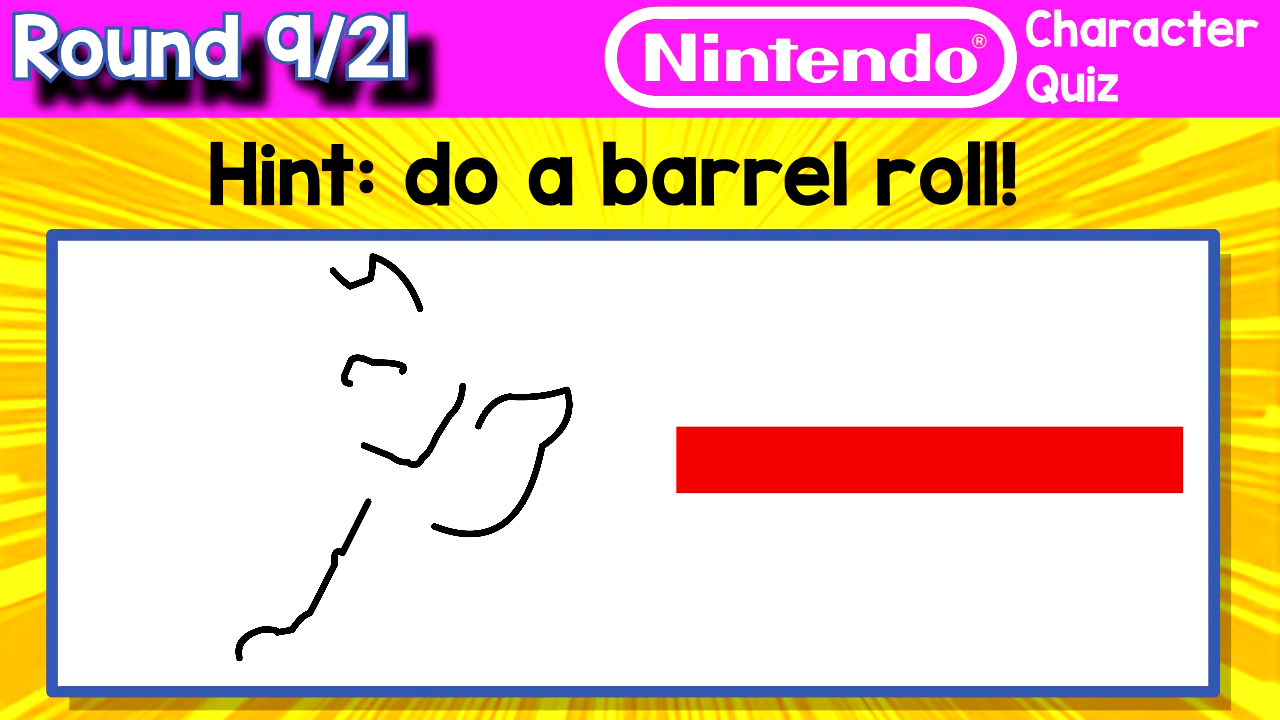 Round 9/21
Nintendo®
Character
Quiz
Hint: do a barrel roll!